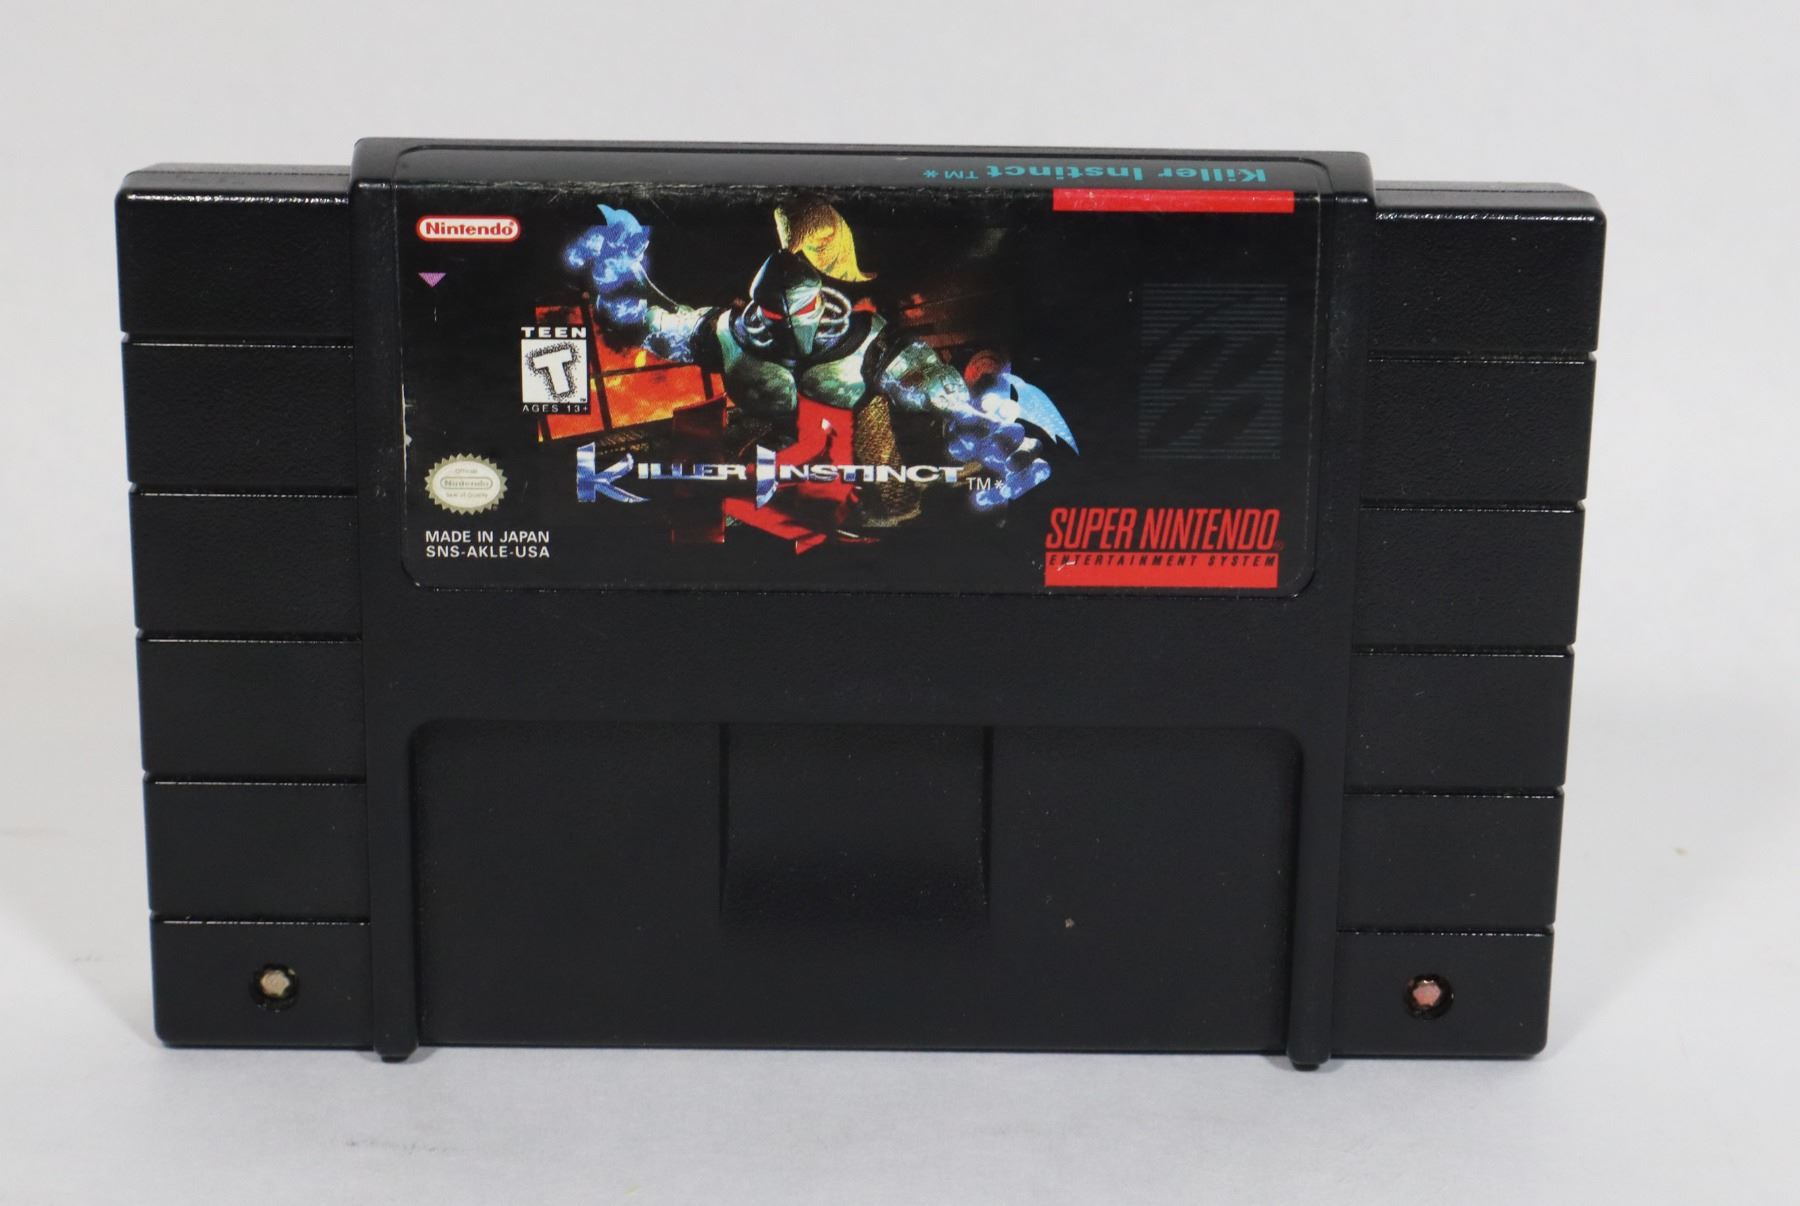 Killer Instinct TM*
Nintendo®
TEEN
T
AGES 13+
KILLER INSTINCT TM*
Official
Nintendo
Seal of Quality
MADE IN JAPAN
SNS-AKLE-USA
SUPER NINTENDO®
ENTERTAINMENT SYSTEM